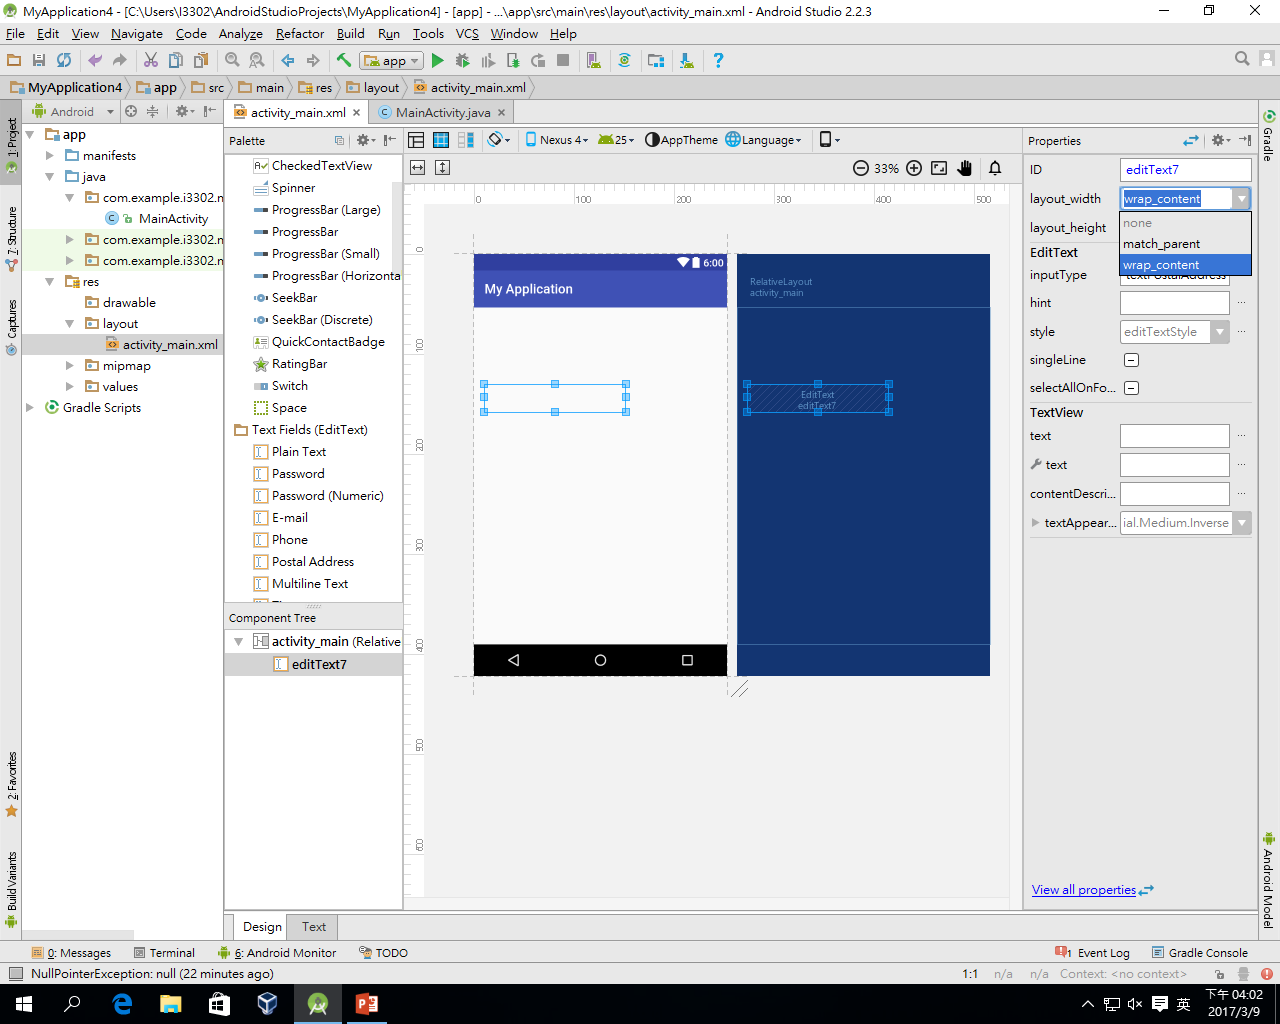 MyApplication4 - [C:\Users\I3302\AndroidStudioProjects\MyApplication4] - [app] - ...\app\src\main\res\layout\activity_main.xml - Android Studio 2.2.3
File Edit View Navigate Code Analyze Refactor Build Run Tools VCS Window Help
app
MyApplication4 app src main res layout activity_main.xml
Android
activity_main.xml MainActivity.java
1: Project
7: Structure
Captures
2: Favorites
Build Variants
app
manifests
java
com.example.i3302.m
MainActivity
com.example.i3302.m
com.example.i3302.m
res
drawable
layout
activity_main.xml
mipmap
values
Gradle Scripts
Palette
CheckedTextView
Spinner
ProgressBar (Large)
ProgressBar
ProgressBar (Small)
ProgressBar (Horizonta
SeekBar
SeekBar (Discrete)
QuickContactBadge
RatingBar
Switch
Space
Text Fields (EditText)
Plain Text
Password
Password (Numeric)
E-mail
Phone
Postal Address
Multiline Text
Component Tree
activity_main (Relative
editText7
Nexus 4 25 AppTheme Language
33%
0 100 200 300 400 500
0
100
200
300
400
500
600
6:00
My Application
RelativeLayout
activity_main
EditText
editText7
Properties
ID editText7
layout_width wrap_content
layout_height
none
match_parent
wrap_content
EditText
inputType textPostalAddress
hint ...
style editTextStyle ...
singleLine
selectAllOnFo...
TextView
text ...
text ...
contentDescri... ...
textAppear... ial.Medium.Inverse
View all properties
Gradle
Android Model
Design Text
0: Messages Terminal 6: Android Monitor TODO 1 Event Log Gradle Console
NullPointerException: null (22 minutes ago) 1:1 n/a n/a Context: <no context>
英 下午 04:02
2017/3/9